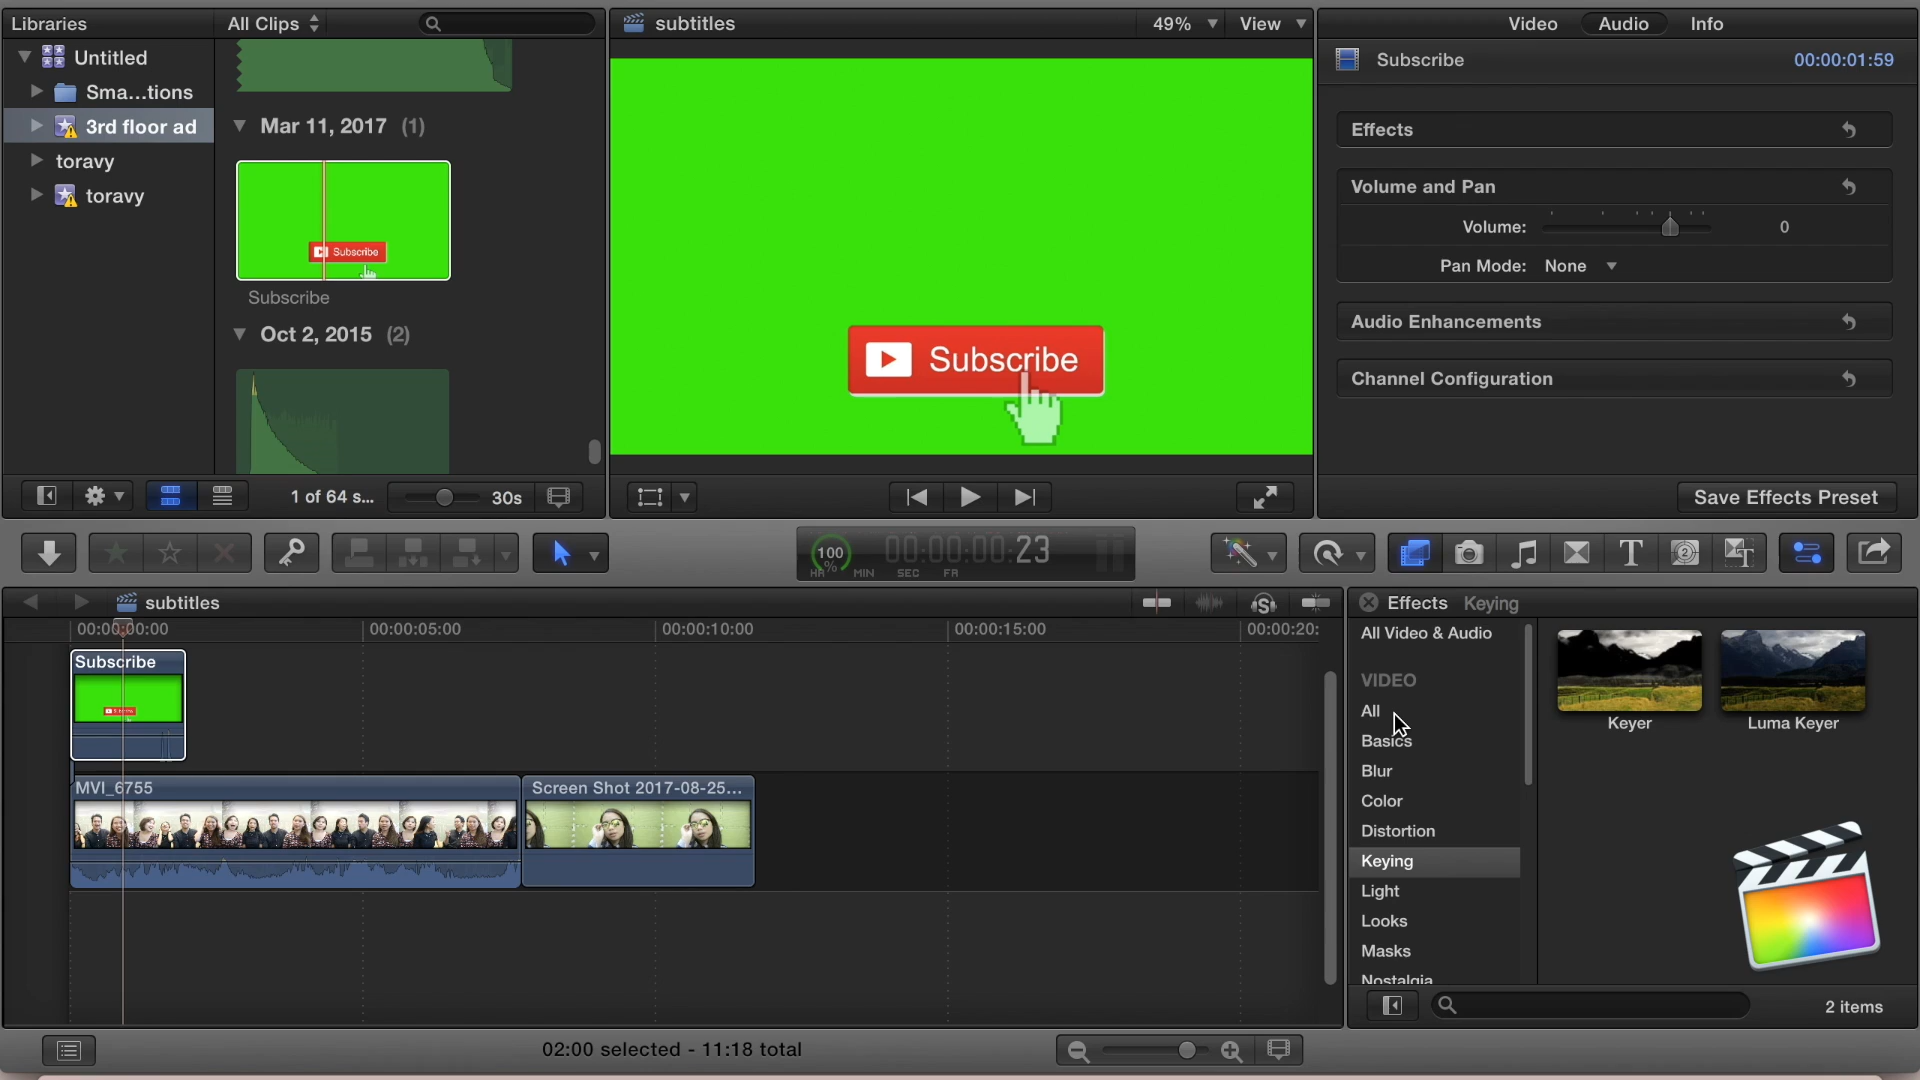 Libraries
All Clips
Untitled
Sma...tions
3rd floor ad
toravy
toravy
Mar 11, 2017 (1)
Subscribe
Subscribe
Oct 2, 2015 (2)
1 of 64 s...
30s
subtitles
49%
View
Subscribe
Video
Audio
Info
Subscribe
00:00:01:59
Effects
Volume and Pan
Volume:
0
Pan Mode: None
Audio Enhancements
Channel Configuration
Save Effects Preset
100
%
00:00:00:23
HR MIN SEC FR
subtitles
00:00:00:00
00:00:05:00
00:00:10:00
00:00:15:00
00:00:20:
Subscribe
MVI_6755
Screen Shot 2017-08-25...
Effects Keying
All Video & Audio
VIDEO
All
Basics
Blur
Color
Distortion
Keying
Light
Looks
Masks
Nostalgia
Keyer
Luma Keyer
2 items
02:00 selected - 11:18 total